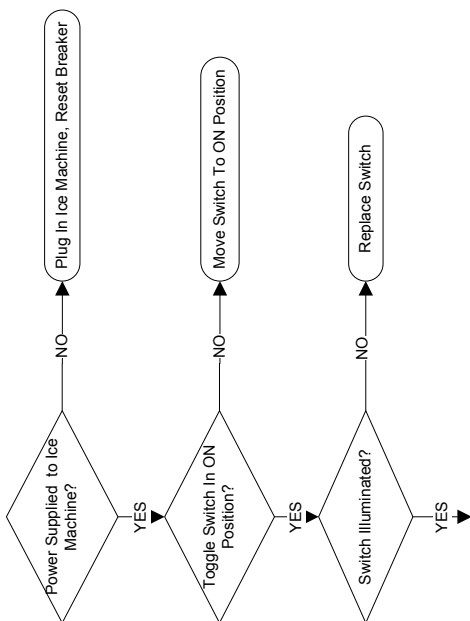 Power Supplied to Ice
Machine?
NO
Plug In Ice Machine, Reset Breaker
YES
Toggle Switch In ON
Position?
NO
Move Switch To ON Position
YES
Switch Illuminated?
NO
Replace Switch
YES